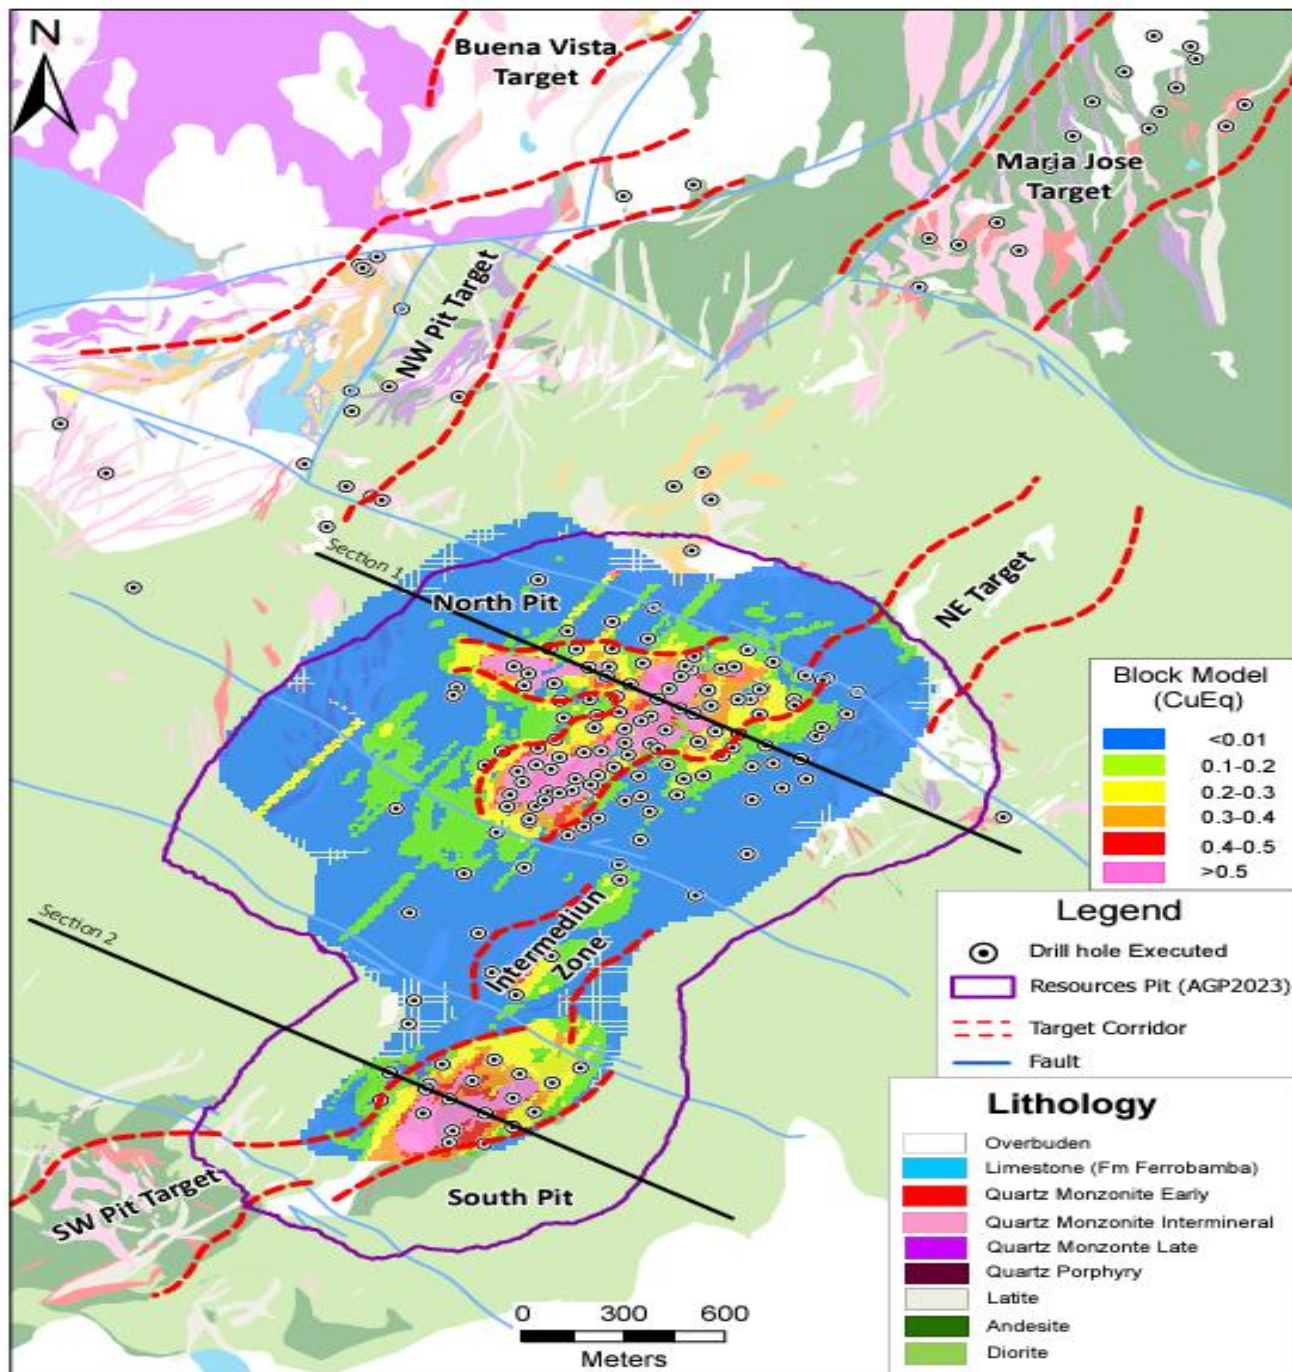 N
Buena Vista
Target
Maria Jose
Target
NW Pit Target
Section 1
North Pit
NE Target
Block Model
(CuEq)
<0.01
0.1-0.2
0.2-0.3
0.3-0.4
0.4-0.5
>0.5
Intermediun
Zone
Section 2
Legend
Drill hole Executed
Resources Pit (AGP2023)
Target Corridor
Fault
SW Pit Target
South Pit
Lithology
Overbuden
Limestone (Fm Ferrobamba)
Quartz Monzonite Early
Quartz Monzonite Intermineral
Quartz Monzonte Late
Quartz Porphyry
Latite
Andesite
Diorite
0 300 600
Meters